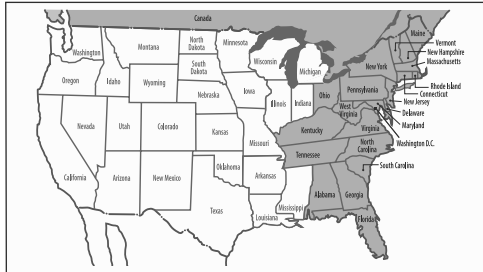 Canada
Washington
Montana
North
Dakota
Minnesota
Maine
Vermont
New Hampshire
Massachusetts
Oregon
Idaho
Wyoming
South
Dakota
Wisconsin
Michigan
New York
Rhode Island
Connecticut
Nebraska
Iowa
Illinois
Indiana
Ohio
Pennsylvania
New Jersey
Delaware
Maryland
Washington D.C.
Nevada
Utah
Colorado
Kansas
Missouri
West
Virginia
Virginia
Kentucky
California
Arizona
New Mexico
Oklahoma
Arkansas
Tennessee
North
Carolina
South Carolina
Texas
Louisiana
Mississippi
Alabama
Georgia
Florida